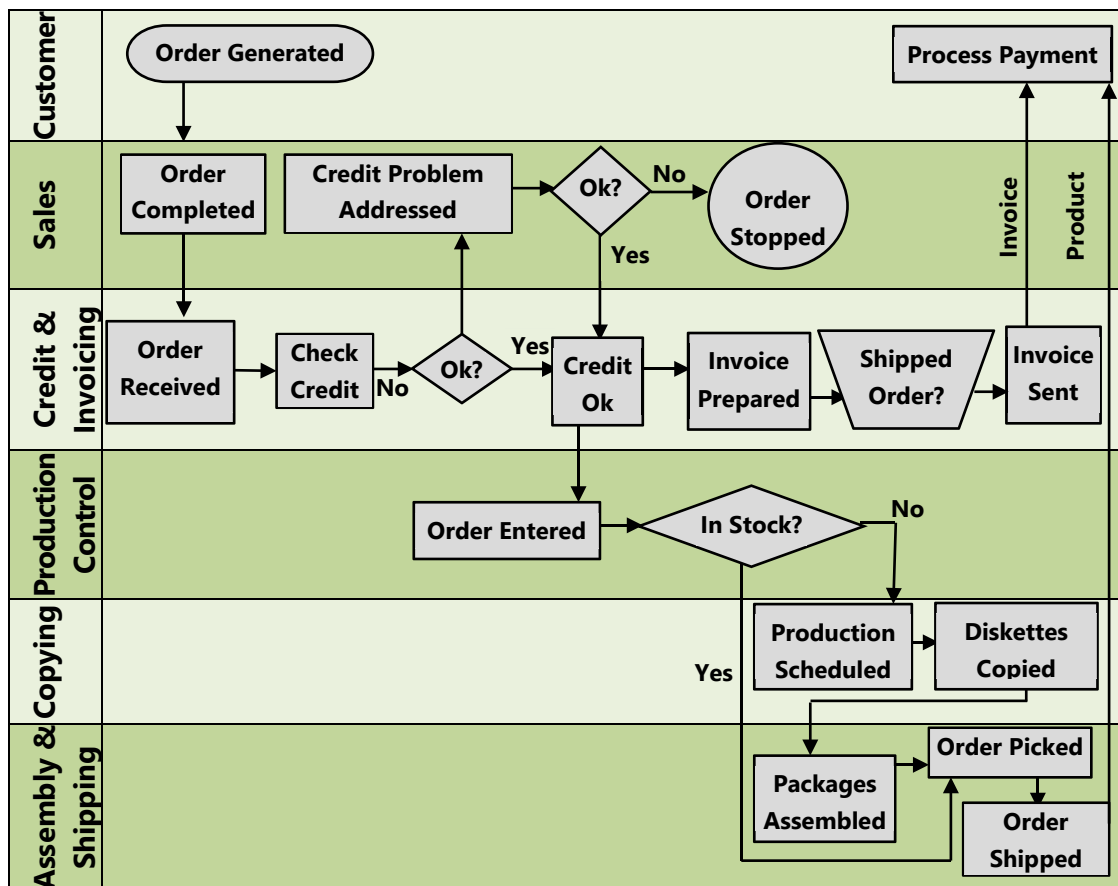 Customer
Order Generated
Process Payment
Sales
Order
Completed
Credit Problem
Addressed
Ok?
No
Yes
Order
Stopped
Invoice
Product
Credit &
Invoicing
Order
Received
Check
Credit
No
Ok?
Yes
Credit
Ok
Invoice
Prepared
Shipped
Order?
Invoice
Sent
Production
Control
Order Entered
In Stock?
No
Yes
Copying
Production
Scheduled
Diskettes
Copied
Assembly &
Shipping
Packages
Assembled
Order Picked
Order
Shipped